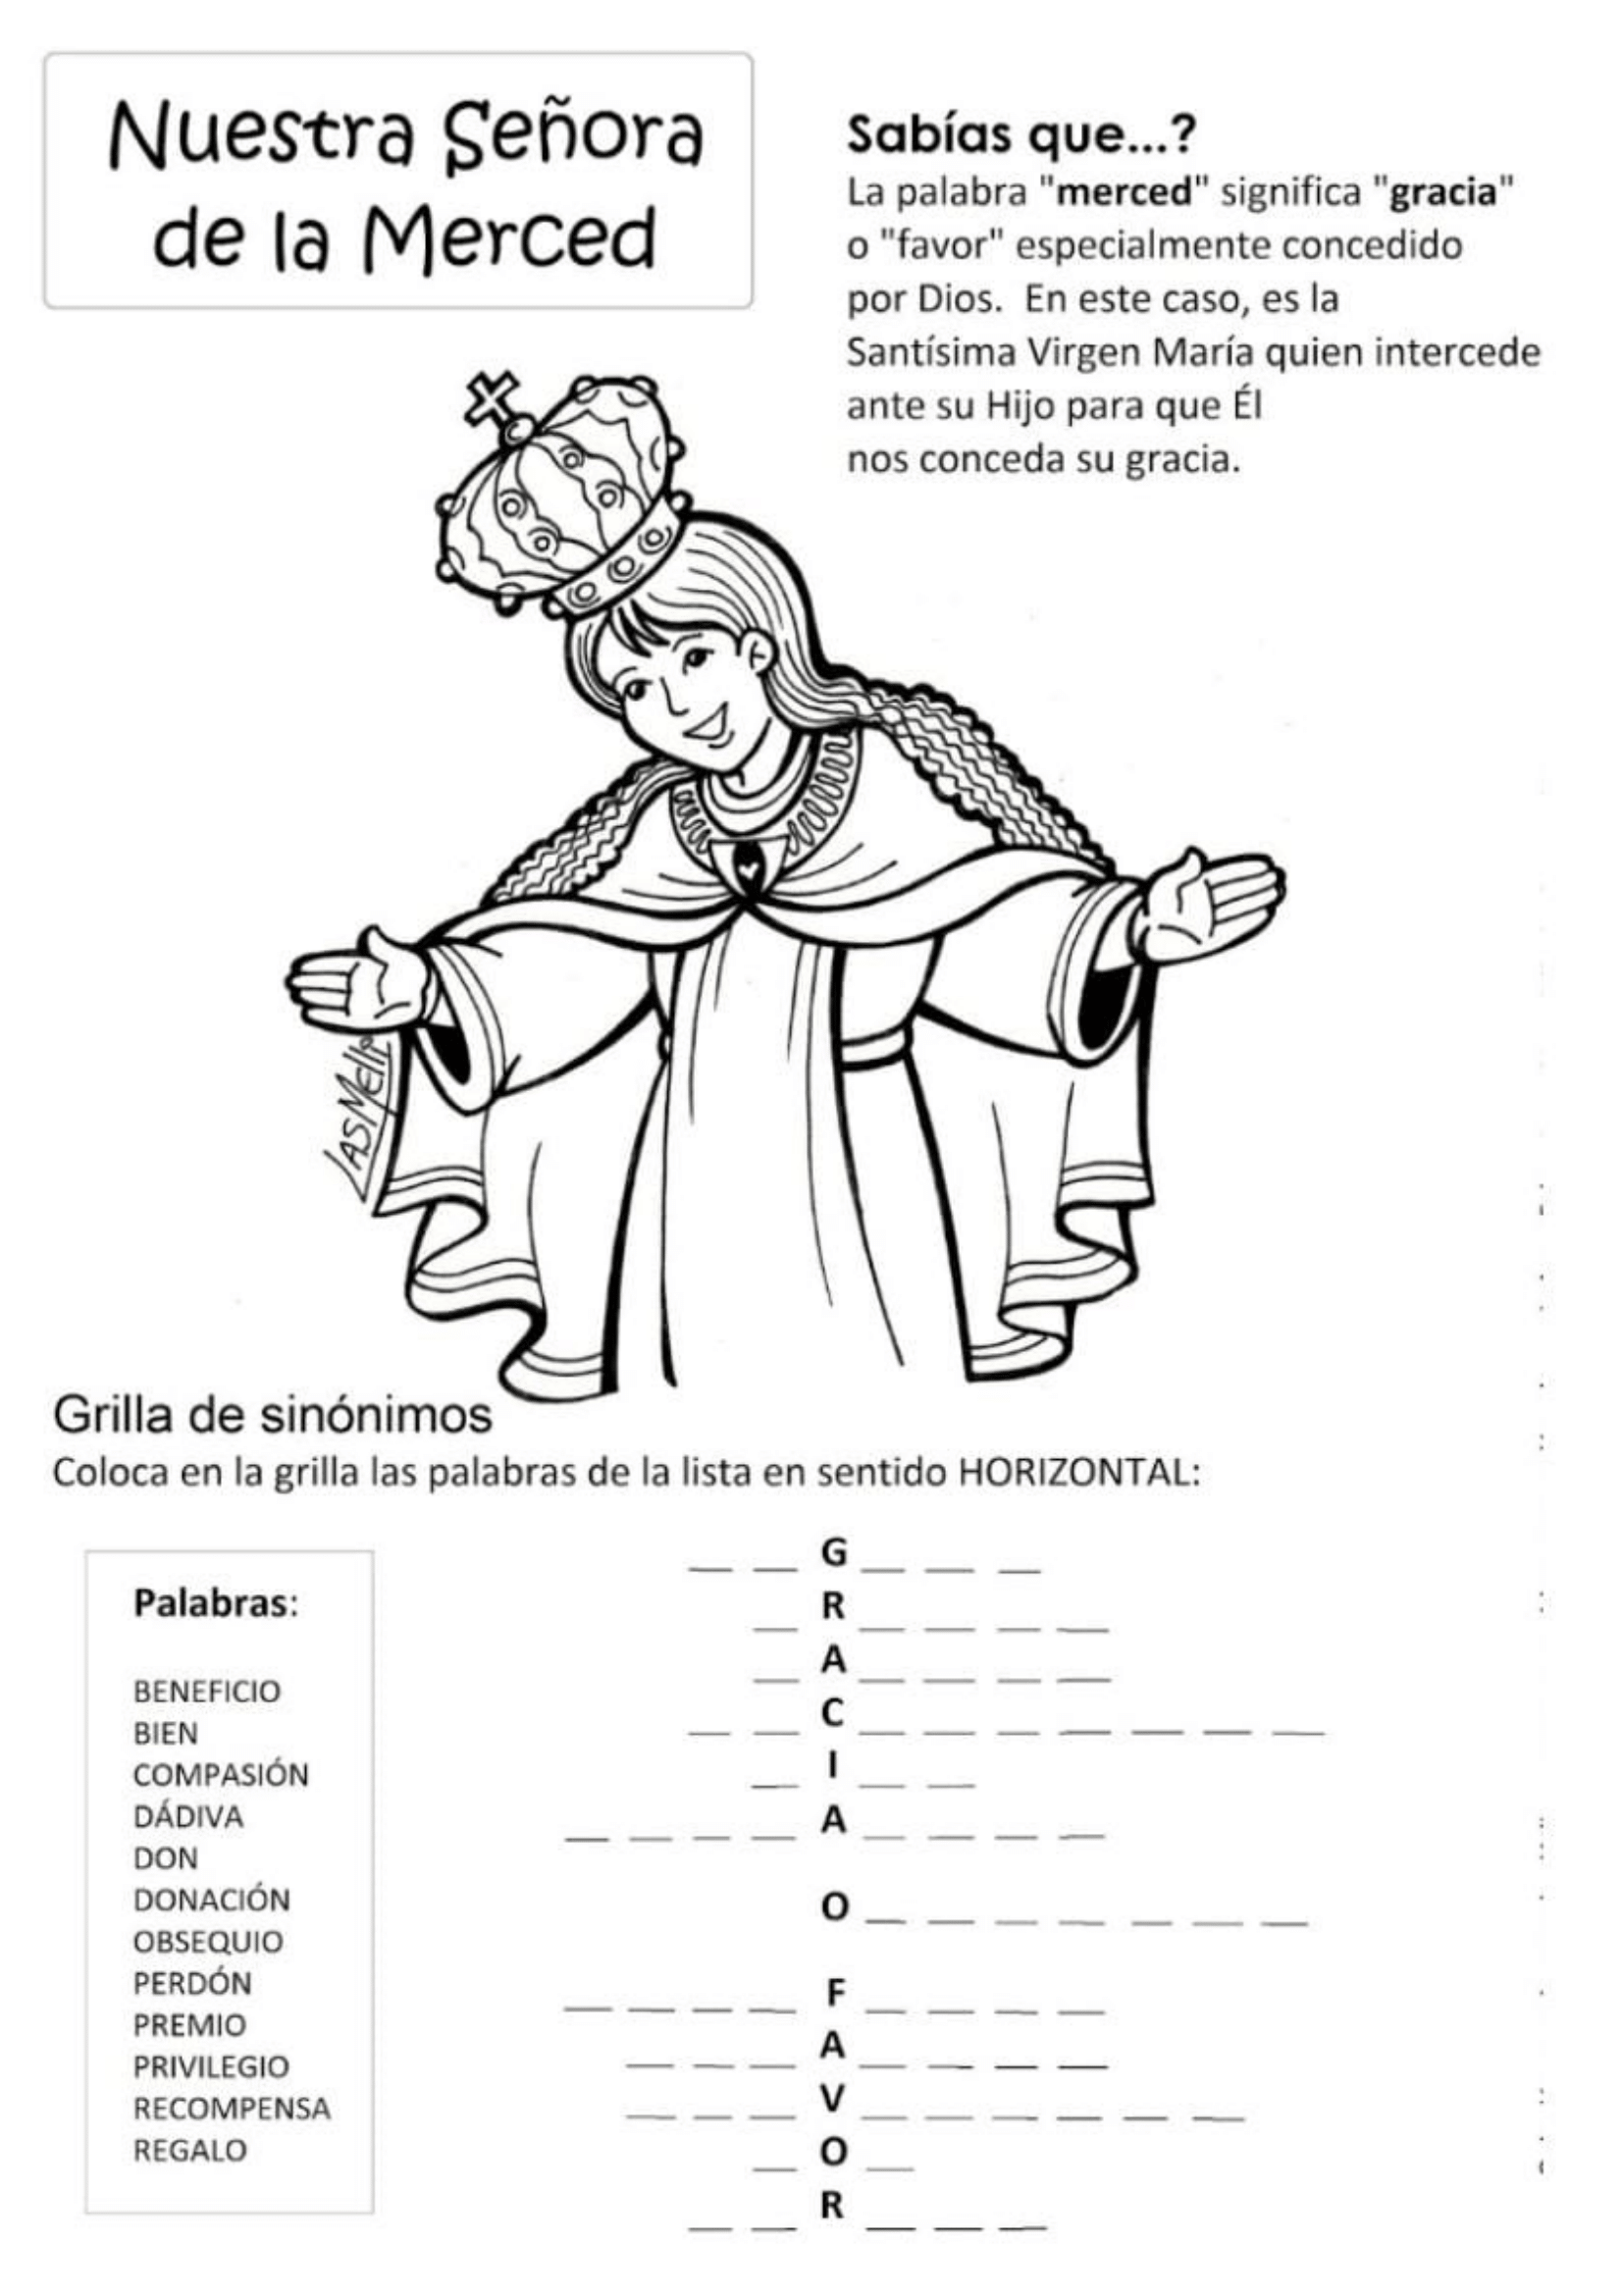 Nuestra Señora
de la Merced
Sabías que...?
La palabra "merced" significa "gracia"
o "favor" especialmente concedido
por Dios. En este caso, es la
Santísima Virgen María quien intercede
ante su Hijo para que Él
nos conceda su gracia.
LasMelli
Grilla de sinónimos
Coloca en la grilla las palabras de la lista en sentido HORIZONTAL:
Palabras:
BENEFICIO
BIEN
COMPASIÓN
DÁDIVA
DON
DONACIÓN
OBSEQUIO
PERDÓN
PREMIO
PRIVILEGIO
RECOMPENSA
REGALO
_ _ G _ _ _
_ R _ _ _ _
_ A _ _ _ _
_ _ C _ _ _ _ _ _ _
_ I _ _
_ _ _ _ A _ _ _ _
O _ _ _ _ _ _ _
_ _ _ _ F _ _ _ _
_ _ _ A _ _ _ _
_ _ _ V _ _ _ _ _ _
_ O _
_ _ R _ _ _